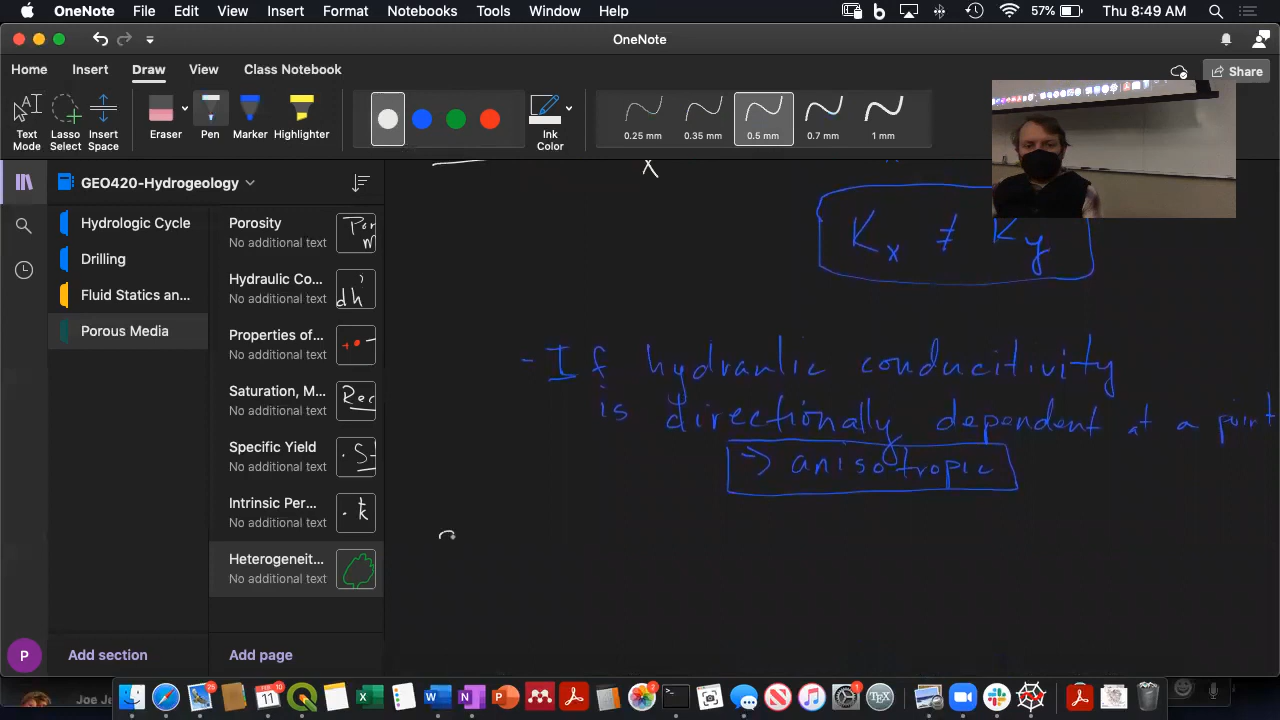 OneNote File Edit View Insert Format Notebooks Tools Window Help 57% Thu 8:49 AM
OneNote
Home Insert Draw View Class Notebook Share
Text Mode Lasso Select Insert Space Eraser Pen Marker Highlighter Ink Color 0.25 mm 0.35 mm 0.5 mm 0.7 mm 1 mm
GEO420-Hydrogeology
Hydrologic Cycle
Drilling
Fluid Statics an...
Porous Media
Porosity
No additional text
Hydraulic Co...
No additional text
dh
Properties of...
No additional text
Saturation, M...
No additional text
Rec
Specific Yield
No additional text
Intrinsic Per...
No additional text
k
Heterogeneit...
No additional text
x
Kx ≠ Ky
- If hydraulic conducitivity
is directionally dependent at a point
→ anisotropic
P Add section Add page
Joe Je